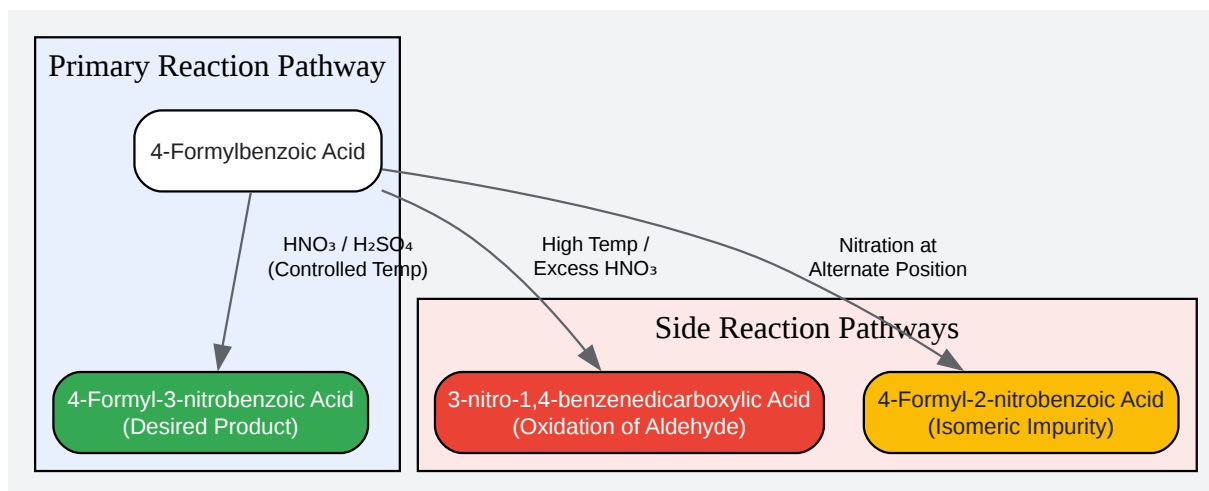 Primary Reaction Pathway
4-Formylbenzoic Acid
HNO₃ / H₂SO₄
(Controlled Temp)
High Temp /
Excess HNO₃
Nitration at
Alternate Position
Side Reaction Pathways
4-Formyl-3-nitrobenzoic Acid
(Desired Product)
3-nitro-1,4-benzenedicarboxylic Acid
(Oxidation of Aldehyde)
4-Formyl-2-nitrobenzoic Acid
(Isomeric Impurity)